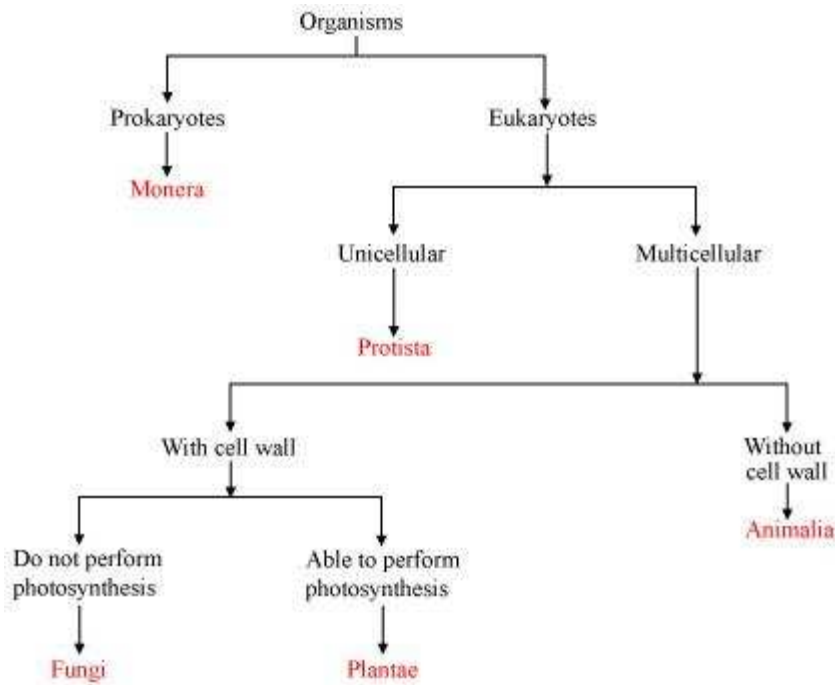 Organisms
Prokaryotes
Eukaryotes
Monera
Unicellular
Multicellular
Protista
With cell wall
Without
cell wall
Animalia
Do not perform
photosynthesis
Able to perform
photosynthesis
Fungi
Plantae